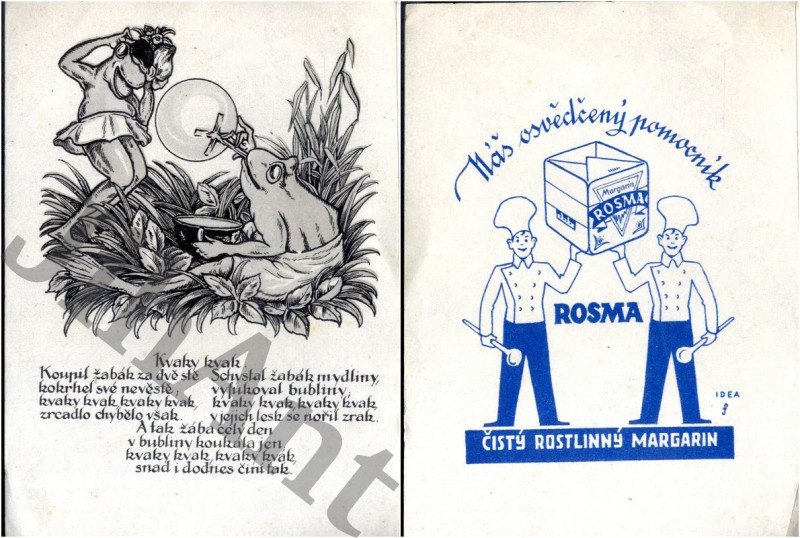 Kvaky kvak.
Koupil žabák za dvě stě
kokrhel své nevěstě,
kvaky kvak, kvaky kvak,
zrcadlo chybělo však.
Schystal žabák mydliny,
vyfukoval bubliny,
kvaky kvak, kvaky kvak,
v jejich lesk se nořil zrak.
A tak žába celý den
v bubliny koukala jen
kvaky kvak, kvaky kvak,
snad i dodnes činí tak.
Náš osvědčený pomocník
Margarin
ROSMA
ROSMA
IDEA
ČISTÝ ROSTLINNÝ MARGARIN